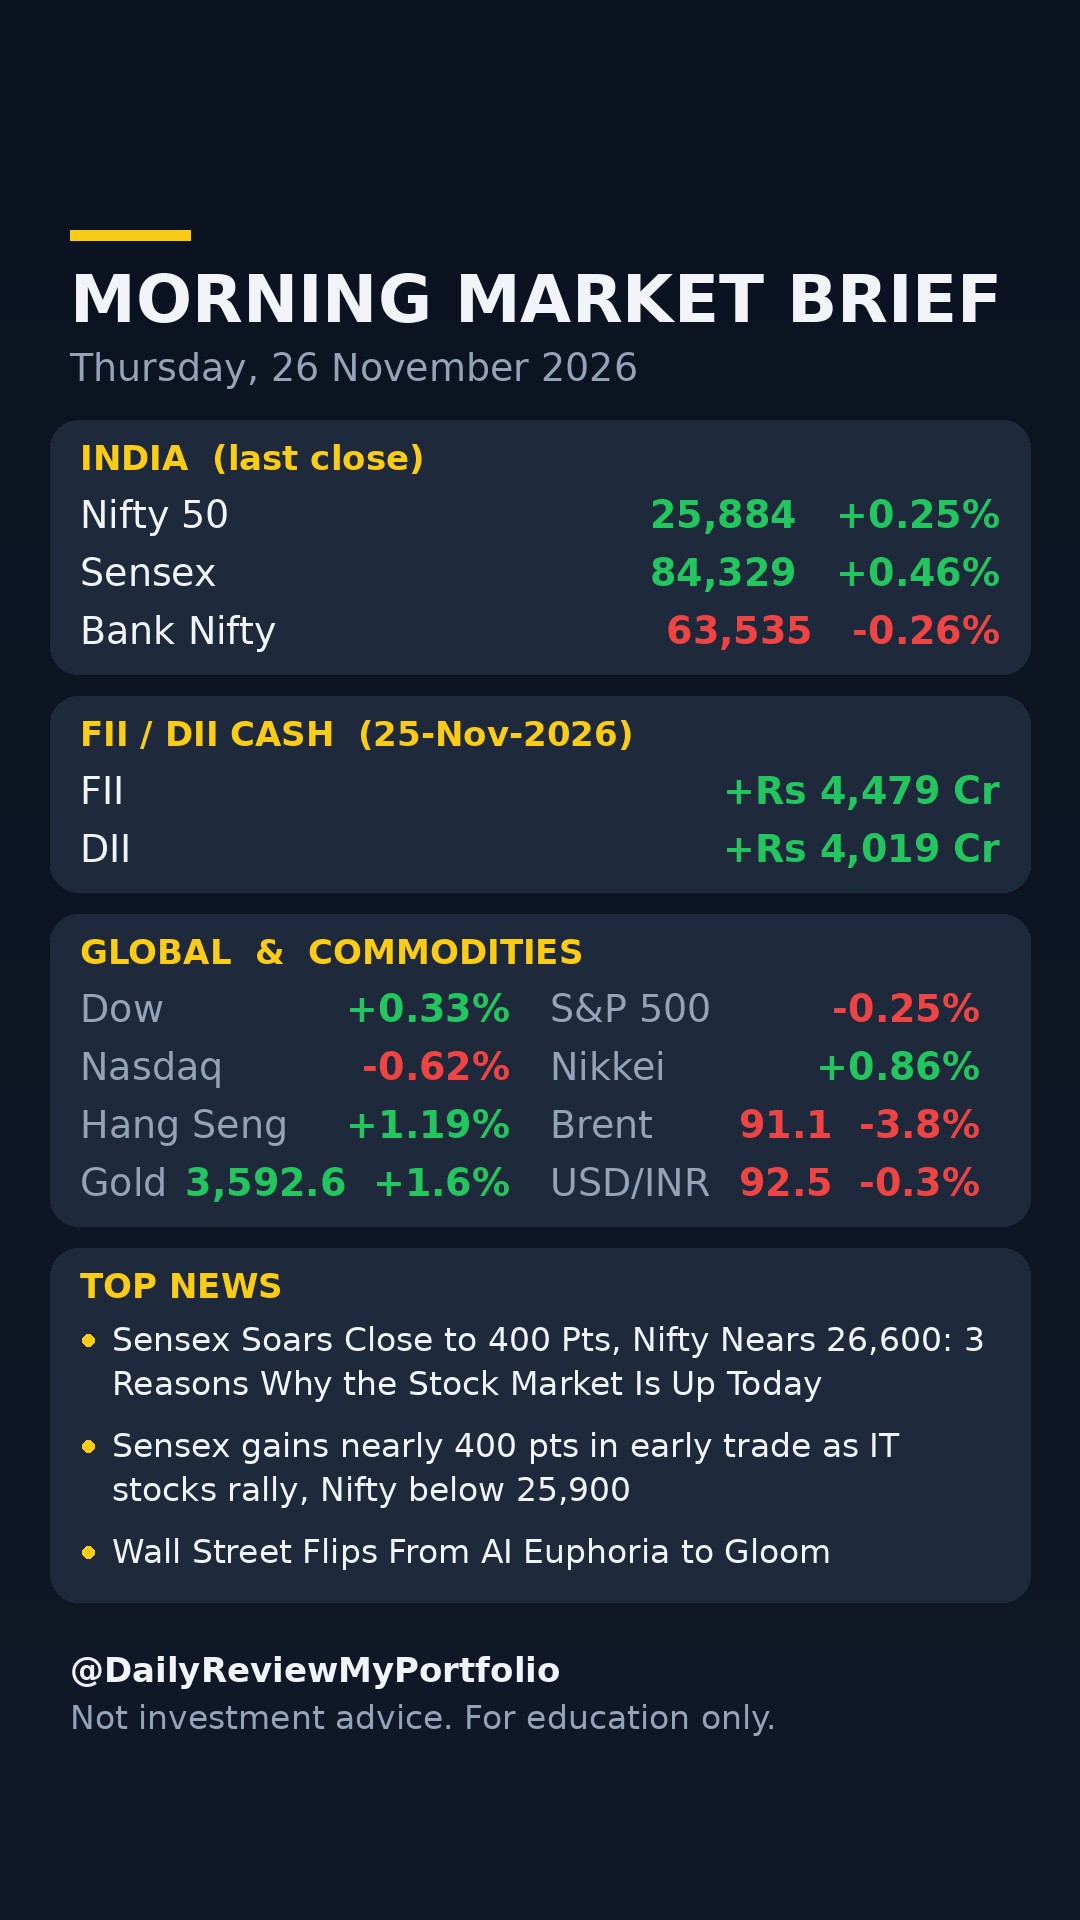 MORNING MARKET BRIEF
Thursday, 26 November 2026
INDIA (last close)
Nifty 50 25,884 +0.25%
Sensex 84,329 +0.46%
Bank Nifty 63,535 -0.26%
FII / DII CASH (25-Nov-2026)
FII +Rs 4,479 Cr
DII +Rs 4,019 Cr
GLOBAL & COMMODITIES
Dow +0.33% S&P 500 -0.25%
Nasdaq -0.62% Nikkei +0.86%
Hang Seng +1.19% Brent 91.1 -3.8%
Gold 3,592.6 +1.6% USD/INR 92.5 -0.3%
TOP NEWS
• Sensex Soars Close to 400 Pts, Nifty Nears 26,600: 3
Reasons Why the Stock Market Is Up Today
• Sensex gains nearly 400 pts in early trade as IT
stocks rally, Nifty below 25,900
• Wall Street Flips From AI Euphoria to Gloom
@DailyReviewMyPortfolio
Not investment advice. For education only.